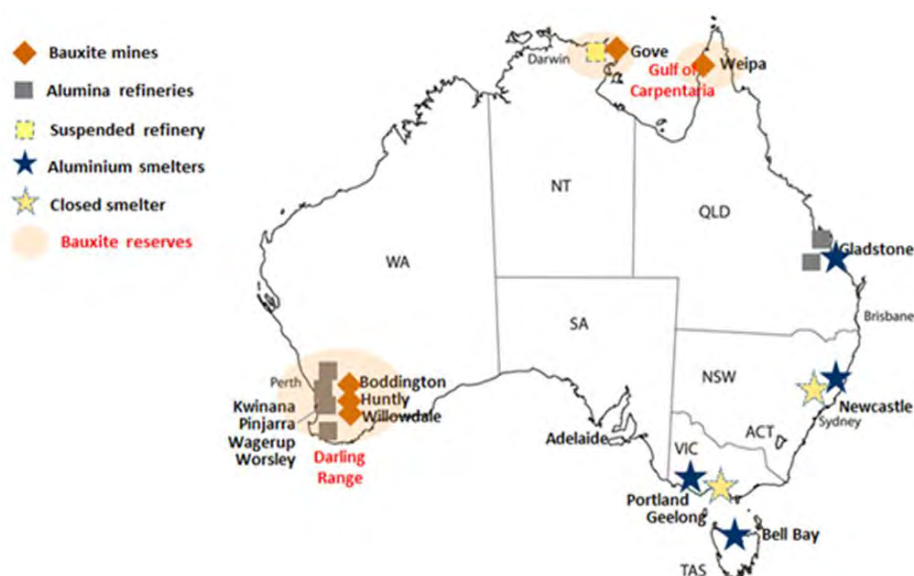 Bauxite mines
Alumina refineries
Suspended refinery
Aluminium smelters
Closed smelter
Bauxite reserves
Darwin
Gove
Gulf of
Carpentaria
Weipa
NT
QLD
WA
Gladstone
SA
Brisbane
NSW
Perth
Boddington
Huntly
Willowdale
Kwinana
Pinjarra
Wagerup
Worsley
Darling
Range
Newcastle
Sydney
ACT
Adelaide
VIC
Portland
Geelong
Bell Bay
TAS